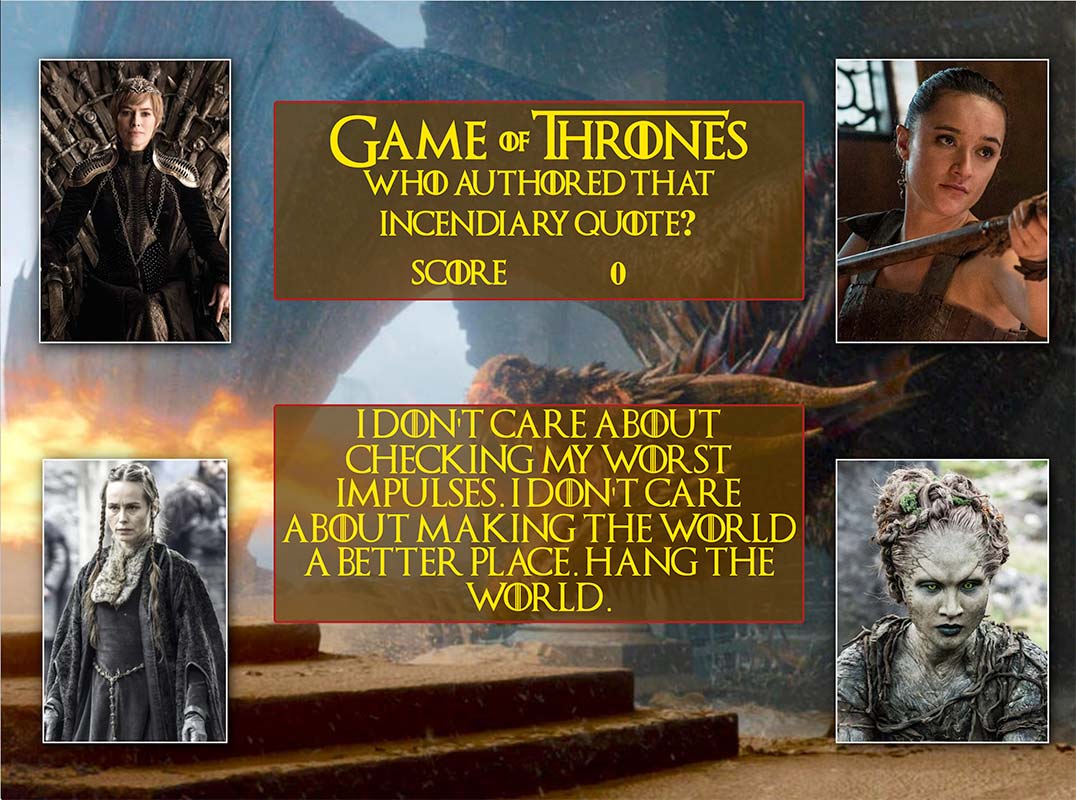 GAME OF THRONES
WHO AUTHORED THAT
INCENDIARY QUOTE?
SCORE 0
I DON'T CARE ABOUT
CHECKING MY WORST
IMPULSES. I DON'T CARE
ABOUT MAKING THE WORLD
A BETTER PLACE. HANG THE
WORLD.